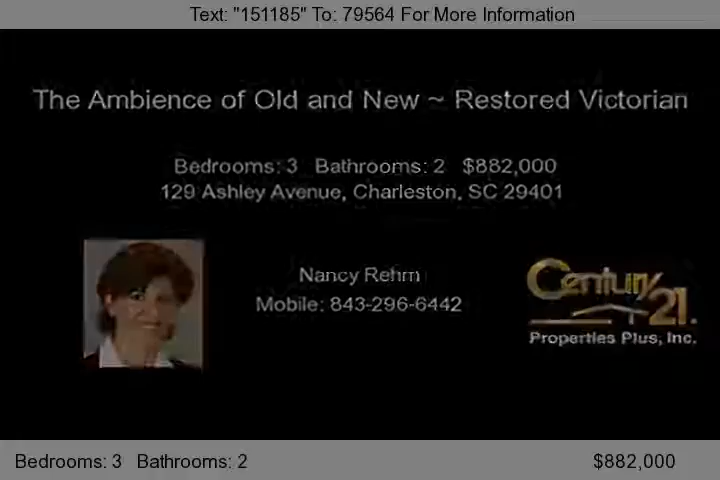 Text: "151185" To: 79564 For More Information
The Ambience of Old and New ~ Restored Victorian
Bedrooms: 3 Bathrooms: 2 $882,000
129 Ashley Avenue, Charleston, SC 29401
Nancy Rehm
Mobile: 843-296-6442
Century 21.
Properties Plus, Inc.
Bedrooms: 3 Bathrooms: 2 $882,000